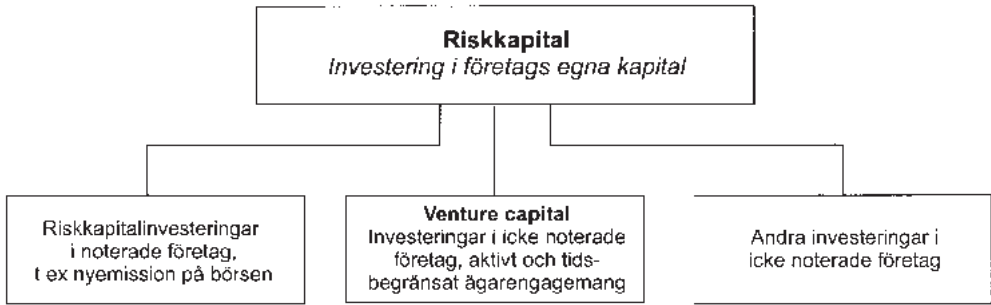 Riskkapital
Investering i företags egna kapital
Riskkapitalinvesteringar
i noterade företag,
t ex nyemission på börsen
Venture capital
Investeringar i icke noterade
företag, aktivt och tids-
begränsat ägarengagemang
Andra investeringar i
icke noterade företag